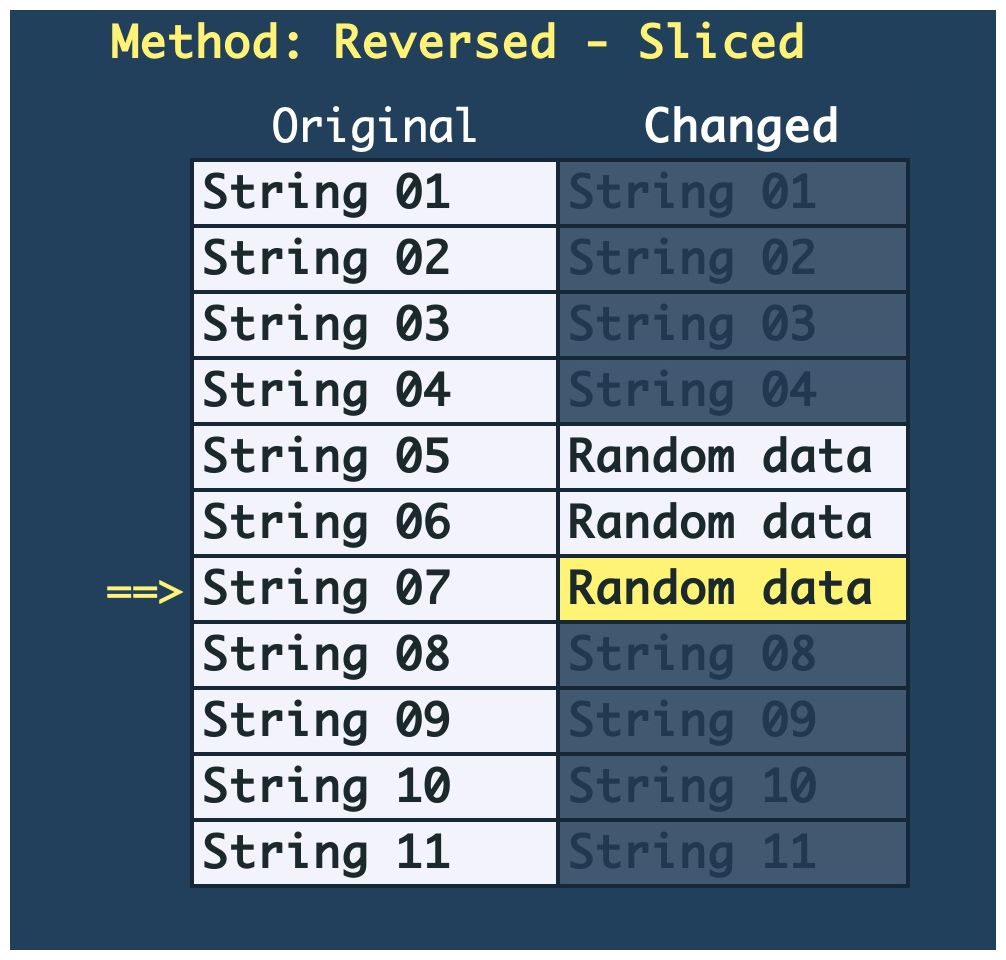 Method: Reversed - Sliced
Original Changed
String 01 String 01
String 02 String 02
String 03 String 03
String 04 String 04
String 05 Random data
String 06 Random data
==> String 07 Random data
String 08 String 08
String 09 String 09
String 10 String 10
String 11 String 11